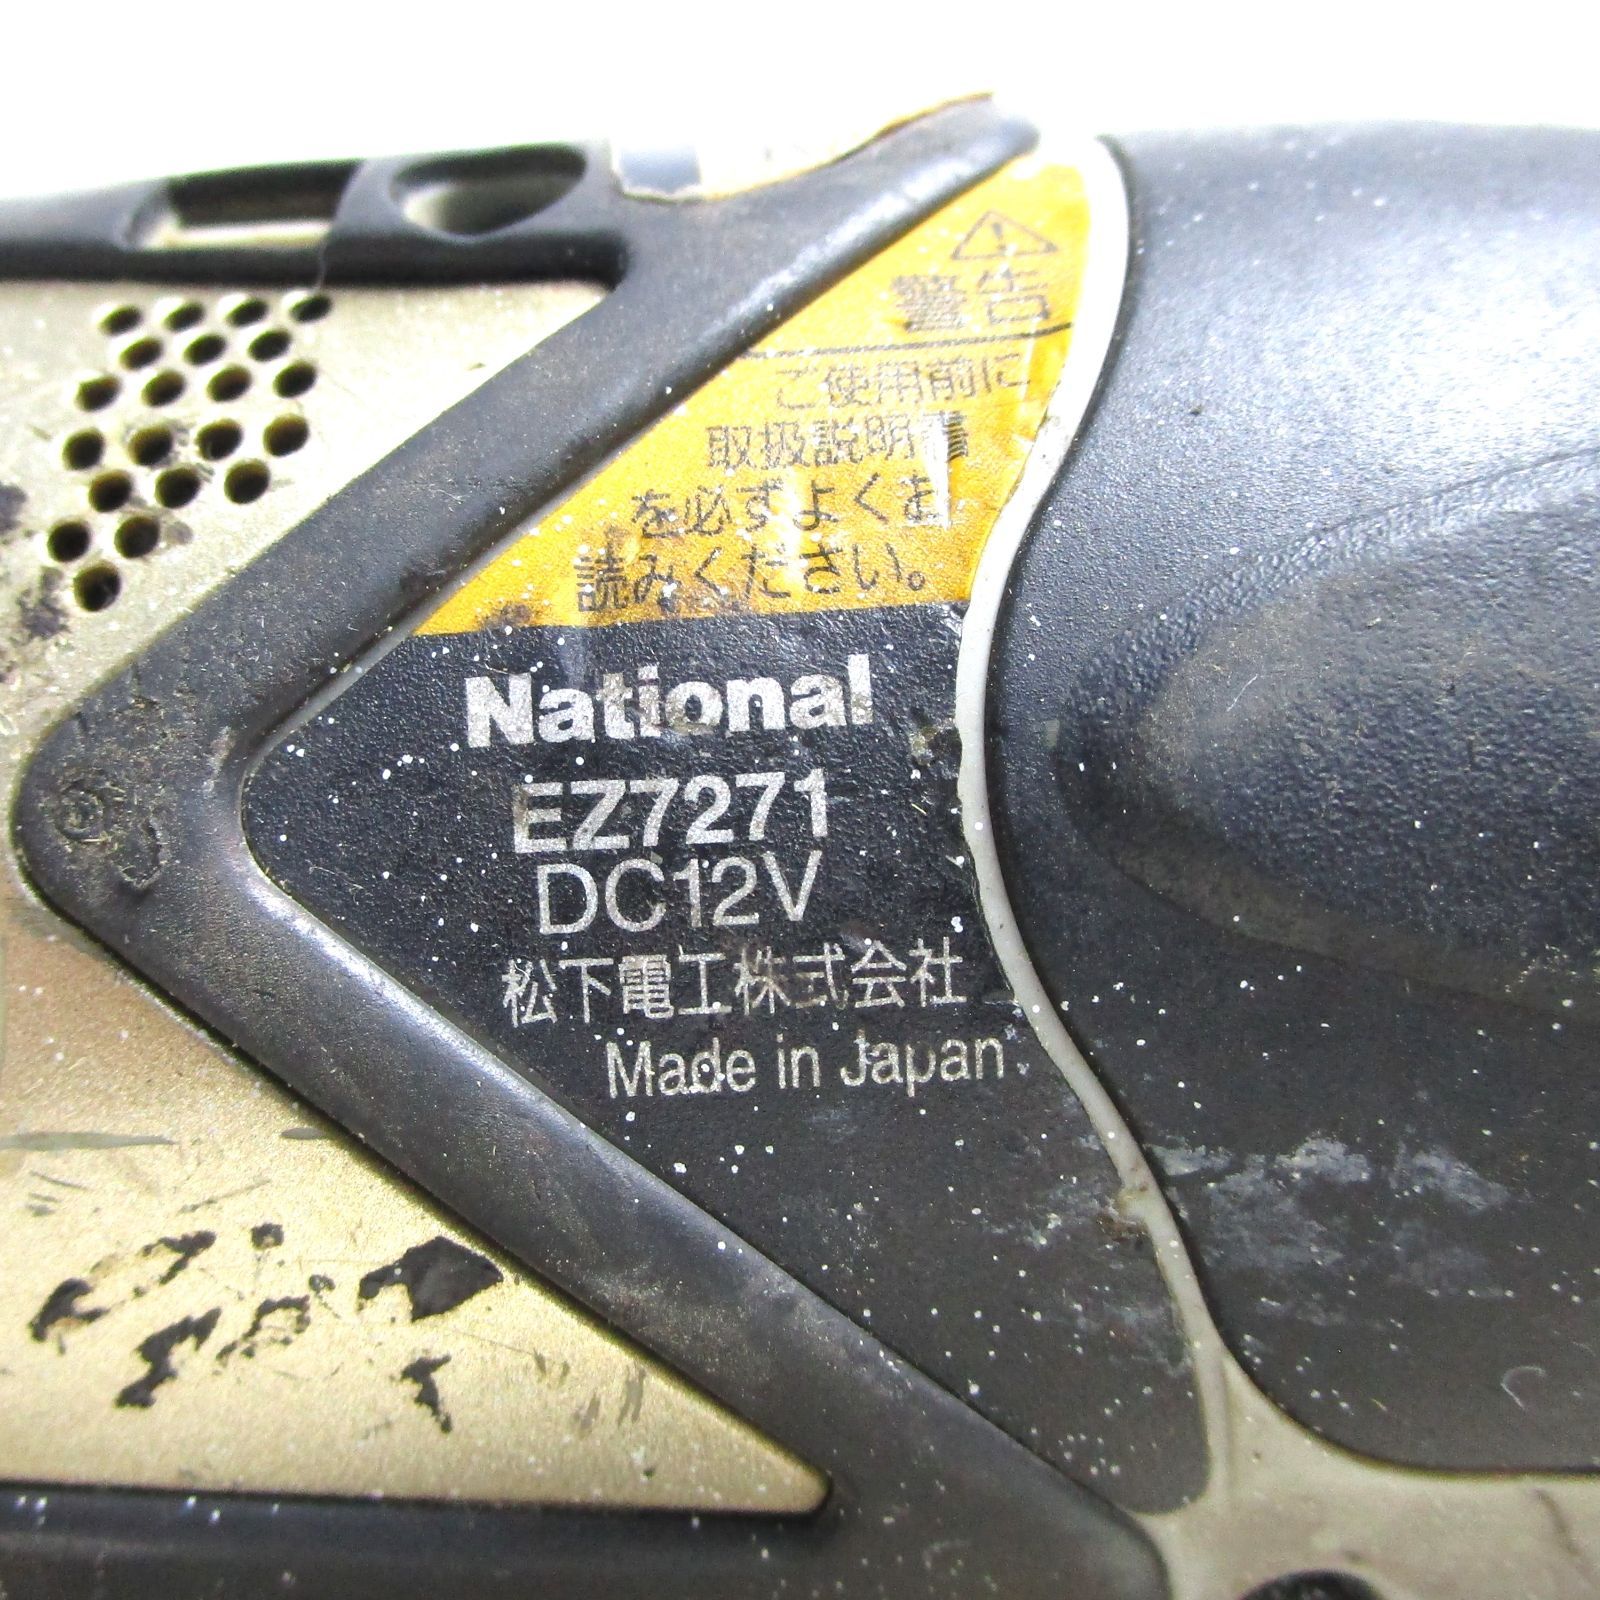 警告
ご使用前に
取扱説明書
を必ずよくお
読みください。
National
EZ7271
DC12V
松下電工株式会社
Made in Japan